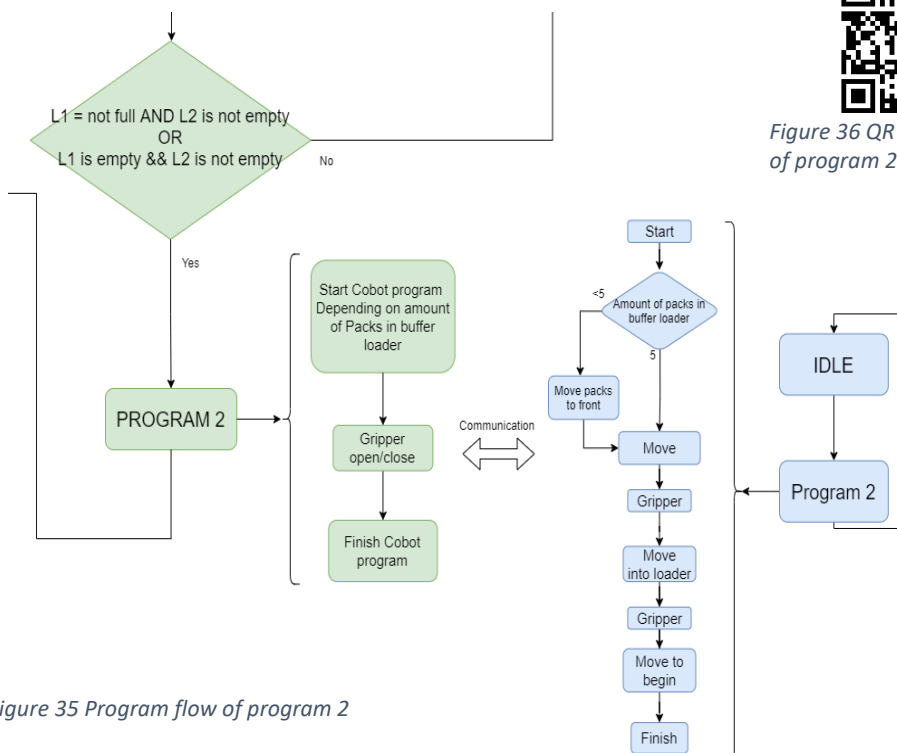 L1 = not full AND L2 is not empty
OR
L1 is empty && L2 is not empty
No
Yes
PROGRAM 2
Start Cobot program
Depending on amount
of Packs in buffer
loader
Gripper
open/close
Finish Cobot
program
Communication
Start
<5
Amount of packs in
buffer loader
5
Move packs
to front
Move
Gripper
Move
into loader
Gripper
Move to
begin
Finish
IDLE
Program 2
Figure 36 QR
of program 2
igure 35 Program flow of program 2